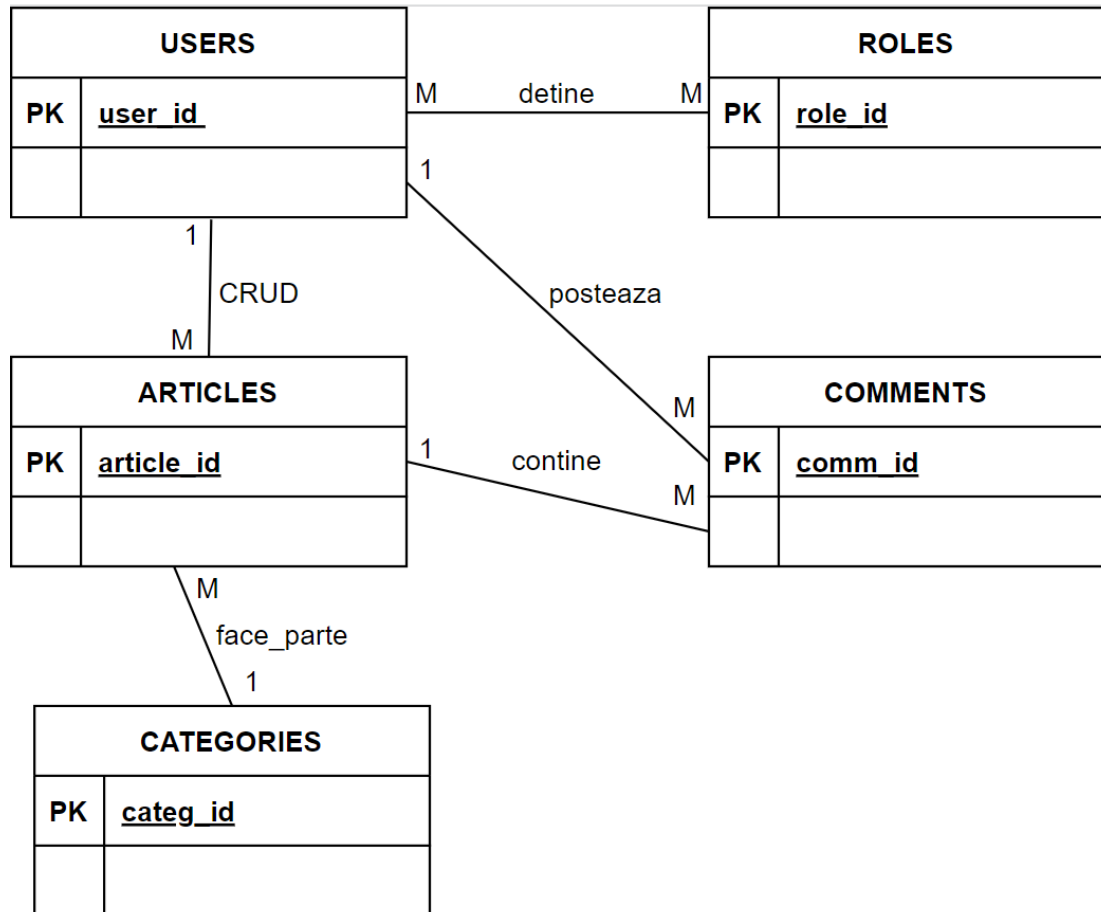 USERS
PK user_id
ROLES
PK role_id
M detine M
1
posteaza
M
1
CRUD
M
ARTICLES
PK article_id
COMMENTS
PK comm_id
1
contine
M
M
face_parte
1
CATEGORIES
PK categ_id